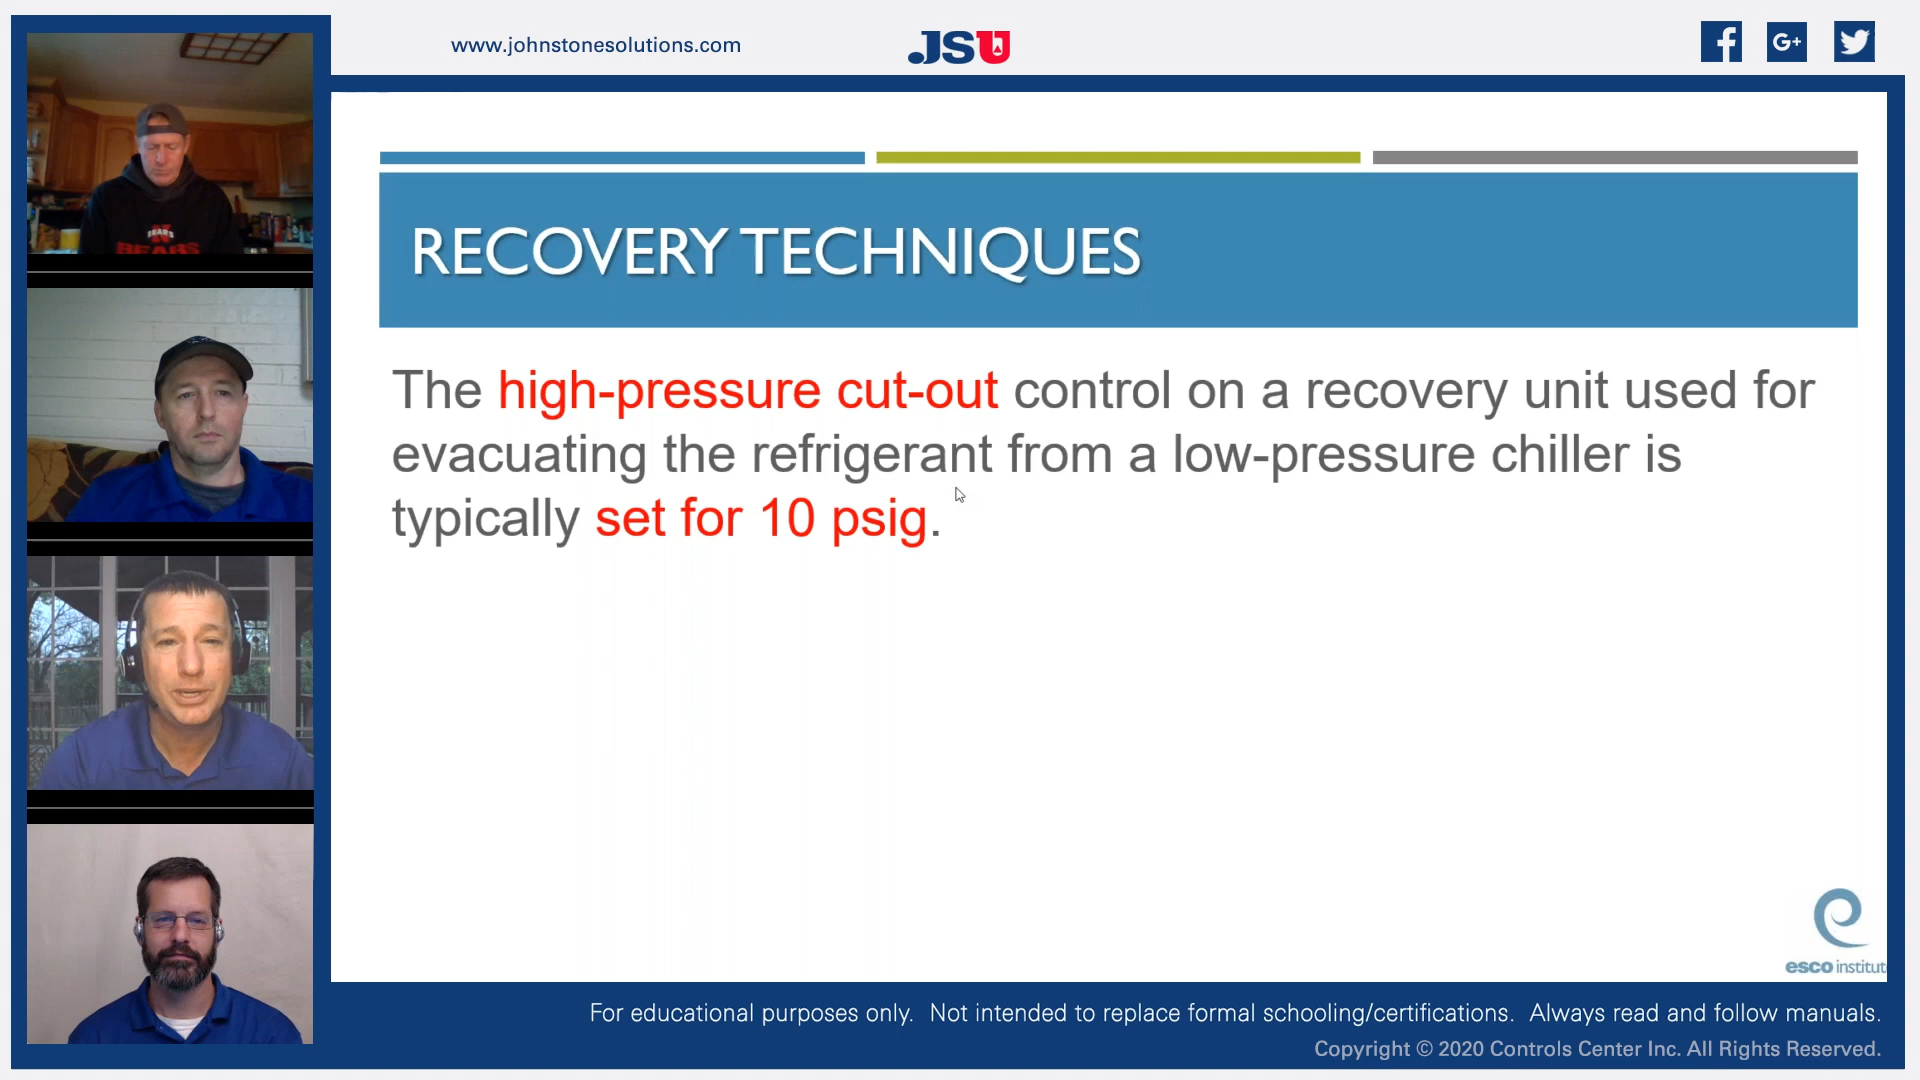 www.johnstonesolutions.com
JSU
G+
BEARS
BEARS
RECOVERY TECHNIQUES
The high-pressure cut-out control on a recovery unit used for
evacuating the refrigerant from a low-pressure chiller is
typically set for 10 psig.
esco institut
For educational purposes only. Not intended to replace formal schooling/certifications. Always read and follow manuals.
Copyright © 2020 Controls Center Inc. All Rights Reserved.